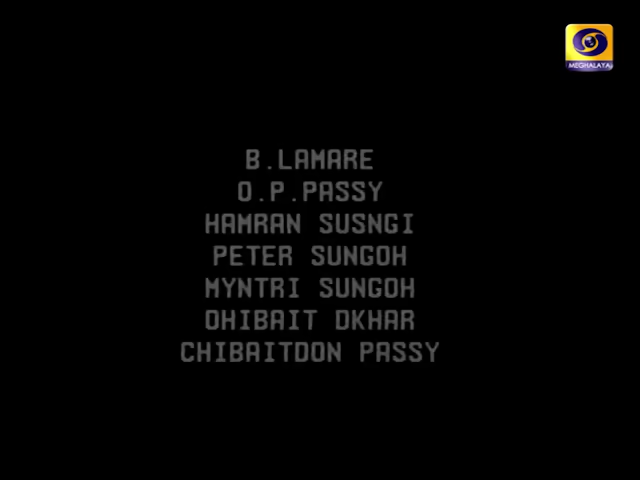 MEGHALAYA
B.LAMARE
O.P.PASSY
HAMRAN SUSNGI
PETER SUNGOH
MYNTRI SUNGOH
OHIBAIT DKHAR
CHIBAITDON PASSY